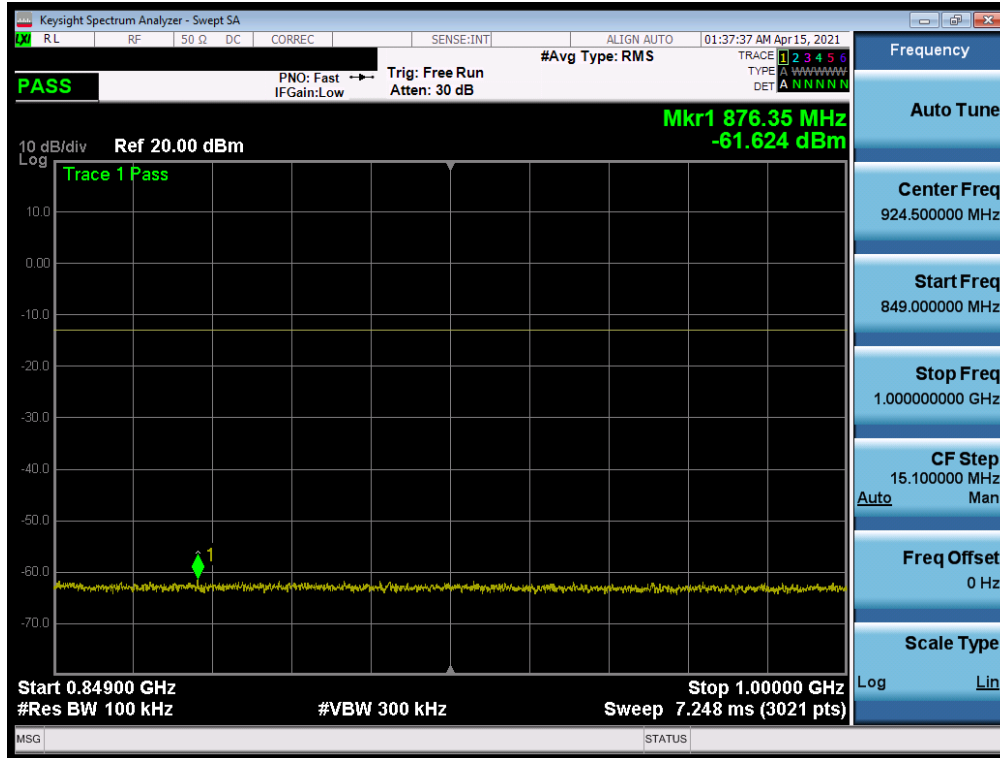 Keysight Spectrum Analyzer - Swept SA
LXI RL RF 50 Ω DC CORREC SENSE:INT ALIGN AUTO 01:37:37 AM Apr 15, 2021
Frequency
#Avg Type: RMS
TRACE 1 2 3 4 5 6
PASS
PNO: Fast
Trig: Free Run
TYPE A WWWWW
IFGain:Low
Atten: 30 dB
DET A N N N N N
Auto Tune
Mkr1 876.35 MHz
-61.624 dBm
10 dB/div Ref 20.00 dBm
Log
Trace 1 Pass
10.0
0.00
-10.0
-20.0
-30.0
-40.0
-50.0
1
-60.0
-70.0
Center Freq
924.500000 MHz
Start Freq
849.000000 MHz
Stop Freq
1.000000000 GHz
CF Step
15.100000 MHz
Auto Man
Freq Offset
0 Hz
Scale Type
Log Lin
Start 0.84900 GHz Stop 1.00000 GHz
#Res BW 100 kHz #VBW 300 kHz Sweep 7.248 ms (3021 pts)
MSG STATUS